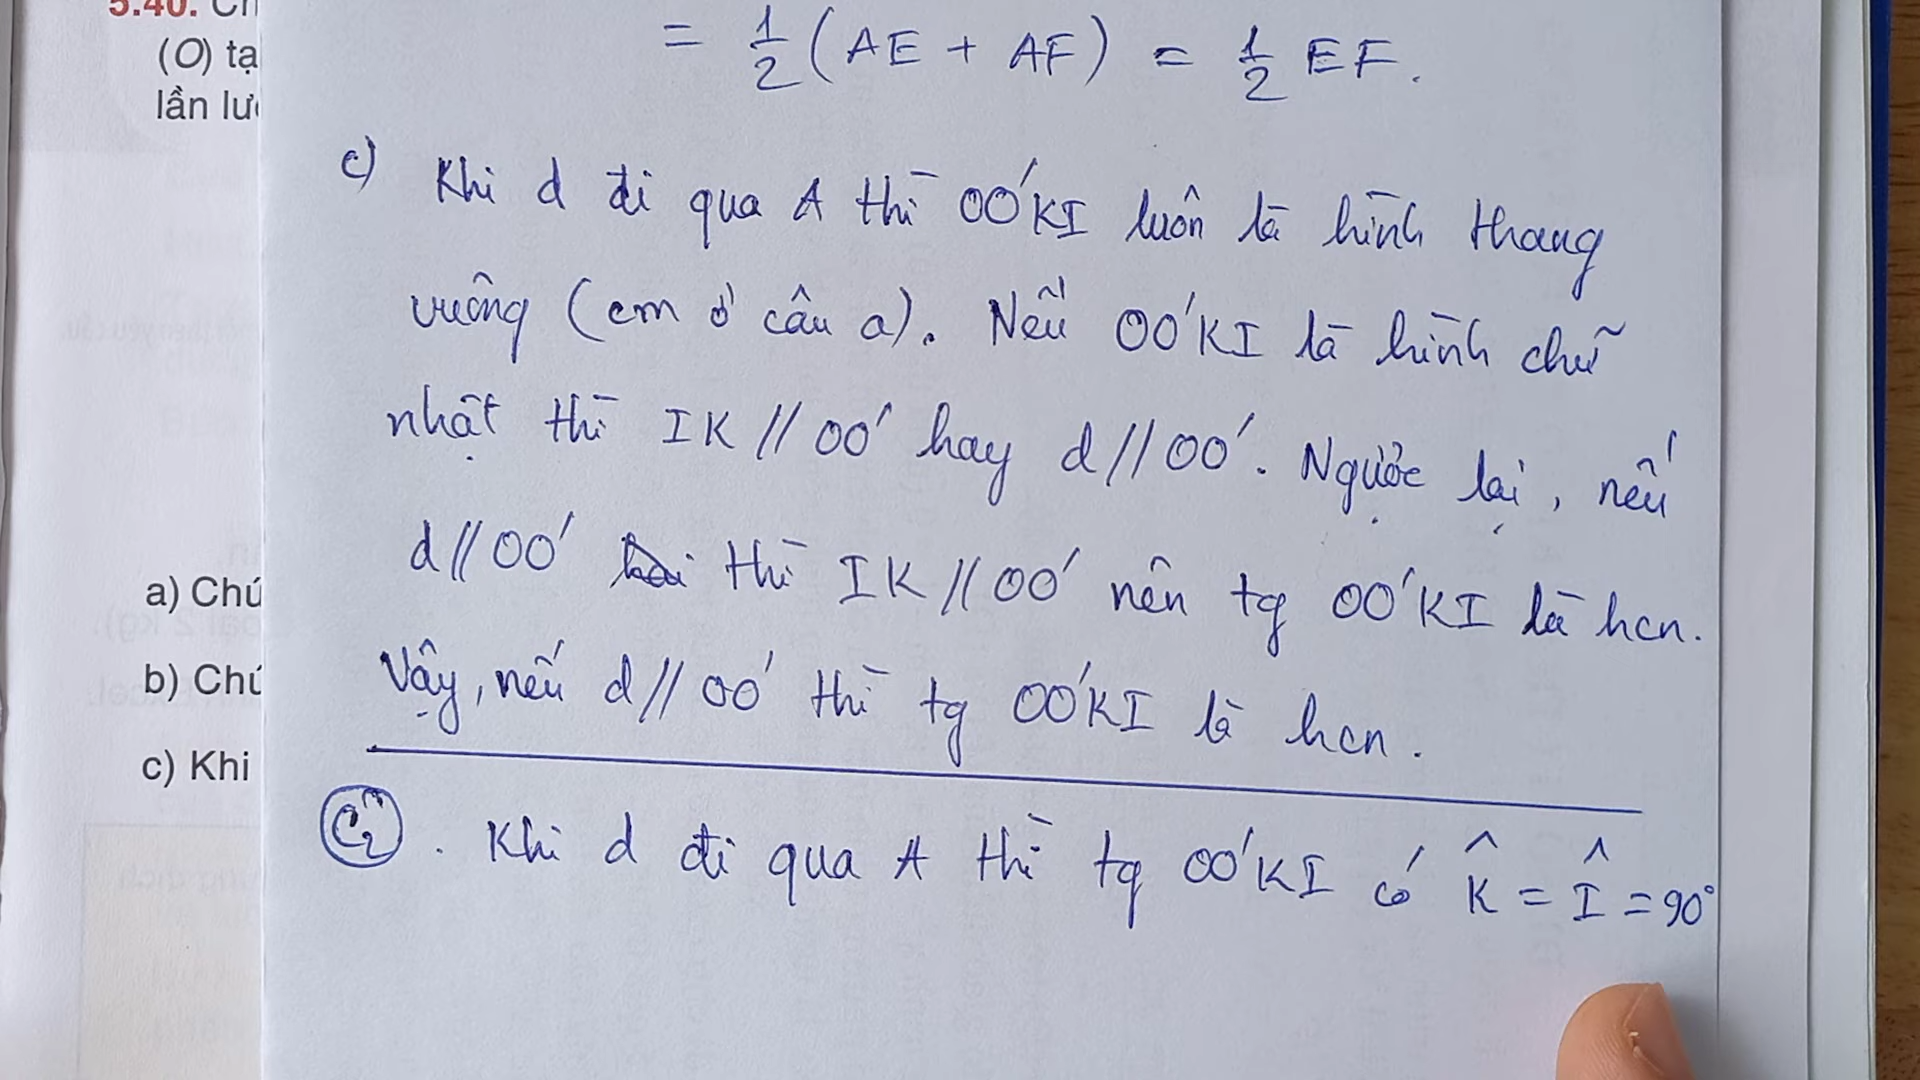 5.40. Ch
(O) tạ
lần lư
= 1/2 (AE + AF) = 1/2 EF.
c) Khi d đi qua A thì OO'KI luôn là hình thang
vuông (cm ở câu a). Nếu OO'KI là hình chữ
nhật thì IK // OO' hay d // OO'. Ngược lại, nếu
d // OO' thì IK // OO' nên tg OO'KI là hcn.
Vậy, nếu d // OO' thì tg OO'KI là hcn.
C2. Khi d đi qua A thì tg OO'KI có K̂ = Î = 90°
a) Chứ
b) Chứ
c) Khi